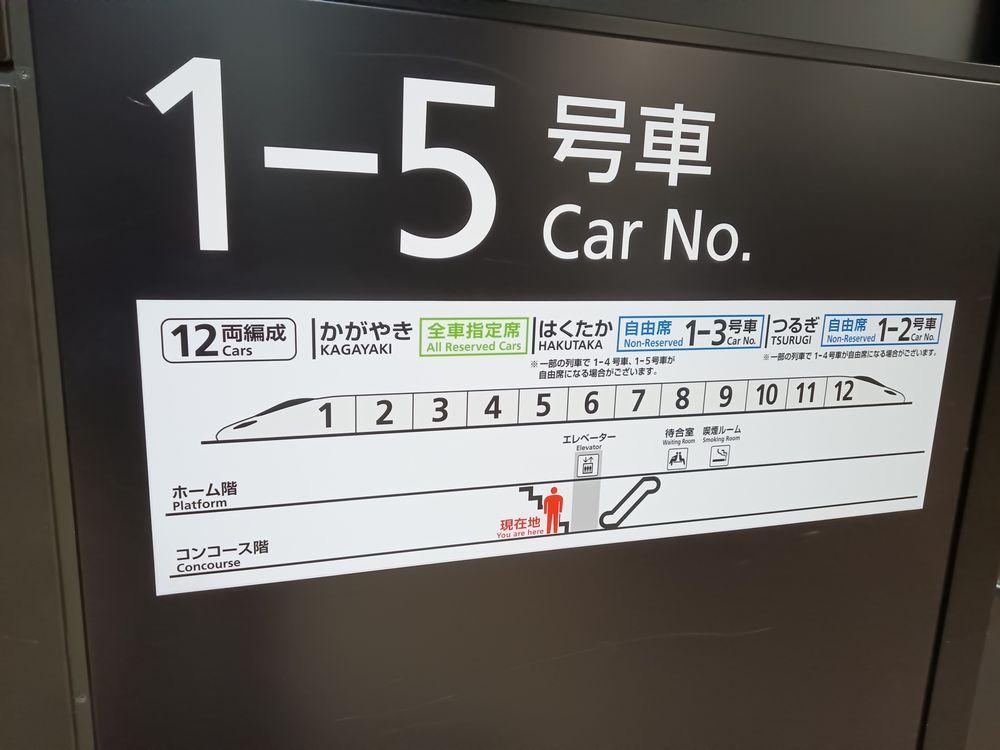 1-5 号車
Car No.
12 両編成
Cars
かがやき
KAGAYAKI
全車指定席
All Reserved Cars
はくたか
HAKUTAKA
自由席
Non-Reserved
1-3 号車
Car No.
※一部の列車で1-4号車、1-5号車が
自由席になる場合がございます。
つるぎ
TSURUGI
自由席
Non-Reserved
1-2 号車
Car No.
※一部の列車で1-4号車が自由席になる場合がございます。
1 2 3 4 5 6 7 8 9 10 11 12
エレベーター
Elevator
待合室
Waiting Room
喫煙ルーム
Smoking Room
ホーム階
Platform
現在地
You are here
コンコース階
Concourse